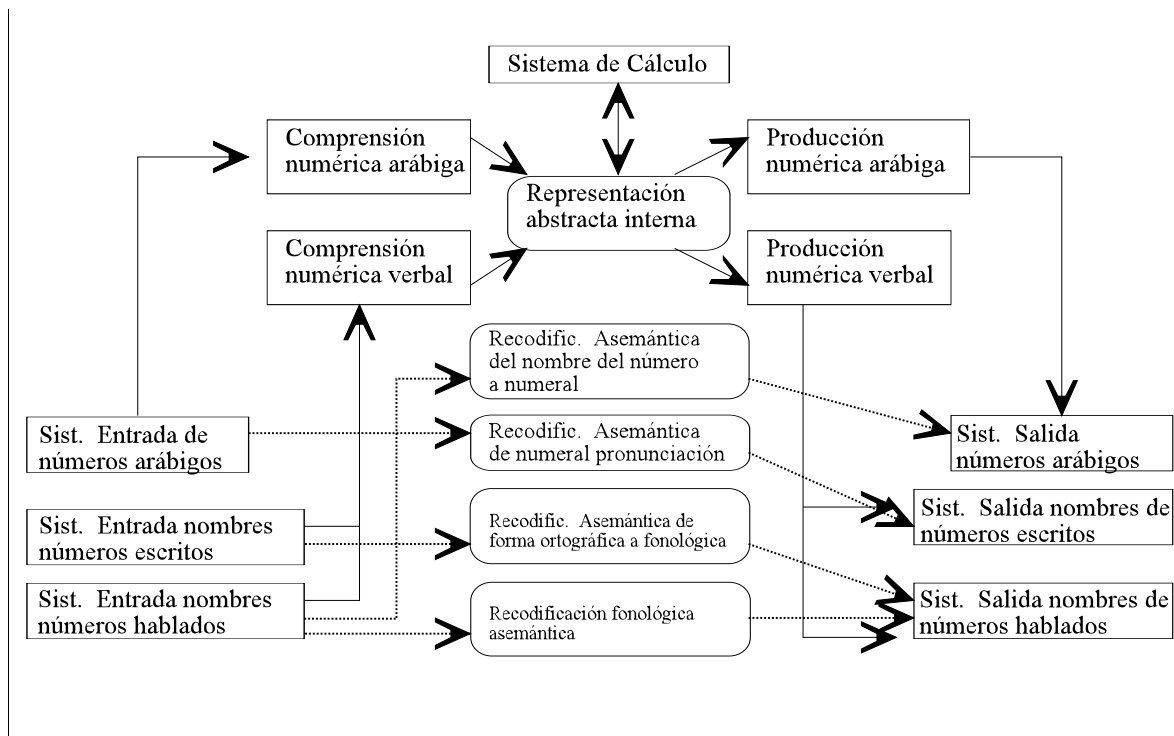 Sistema de Cálculo
Comprensión
numérica arábiga
Producción
numérica arábiga
Representación
abstracta interna
Comprensión
numérica verbal
Producción
numérica verbal
Recodific. Asemántica
del nombre del número
a numeral
Sist. Entrada de
números arábigos
Recodific. Asemántica
de numeral pronunciación
Sist. Salida
números arábigos
Sist. Entrada nombres
números escritos
Recodific. Asemántica de
forma ortográfica a fonológica
Sist. Salida nombres de
números escritos
Sist. Entrada nombres
números hablados
Recodificación fonológica
asemántica
Sist. Salida nombres de
números hablados